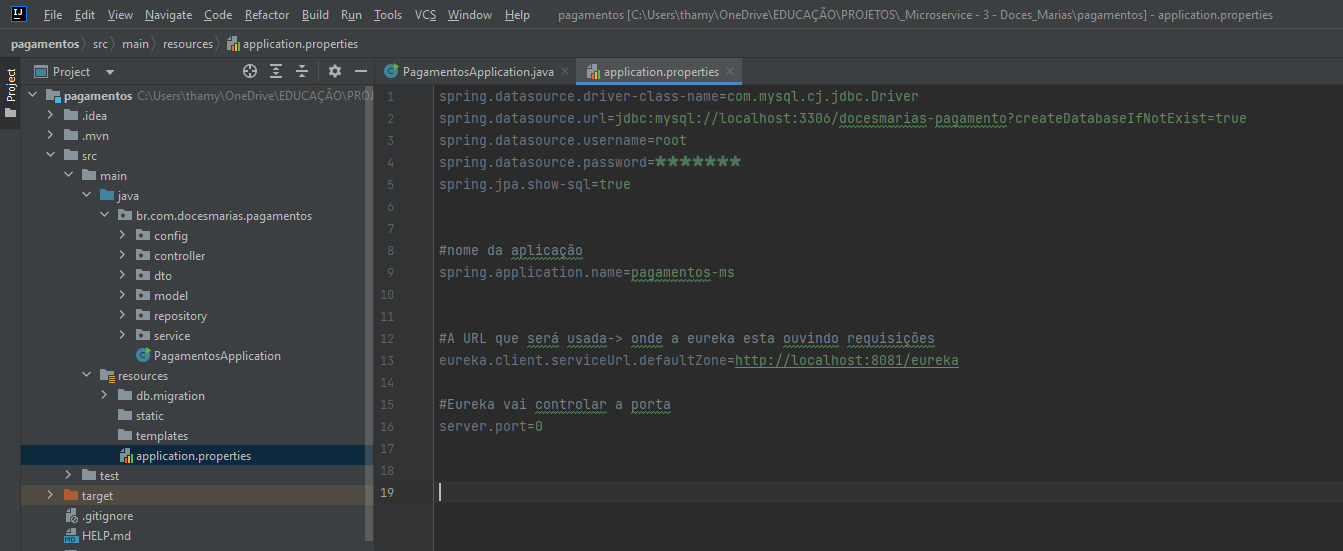 File Edit View Navigate Code Refactor Build Run Tools VCS Window Help pagamentos [C:\Users\thamy\OneDrive\EDUCAÇÃO\PROJETOS\_Microservice - 3 - Doces_Marias\pagamentos] - application.properties
pagamentos src main resources application.properties
Project
Project
PagamentosApplication.java
application.properties
pagamentos C:\Users\thamy\OneDrive\EDUCAÇÃO\PROJ
.idea
.mvn
src
main
java
br.com.docesmarias.pagamentos
config
controller
dto
model
repository
service
PagamentosApplication
resources
db.migration
static
templates
application.properties
test
target
.gitignore
HELP.md
1 spring.datasource.driver-class-name=com.mysql.cj.jdbc.Driver
2 spring.datasource.url=jdbc:mysql://localhost:3306/docesmarias-pagamento?createDatabaseIfNotExist=true
3 spring.datasource.username=root
4 spring.datasource.password=*******
5 spring.jpa.show-sql=true
6
7
8 #nome da aplicação
9 spring.application.name=pagamentos-ms
10
11
12 #A URL que será usada-> onde a eureka esta ouvindo requisições
13 eureka.client.serviceUrl.defaultZone=http://localhost:8081/eureka
14
15 #Eureka vai controlar a porta
16 server.port=0
17
18
19